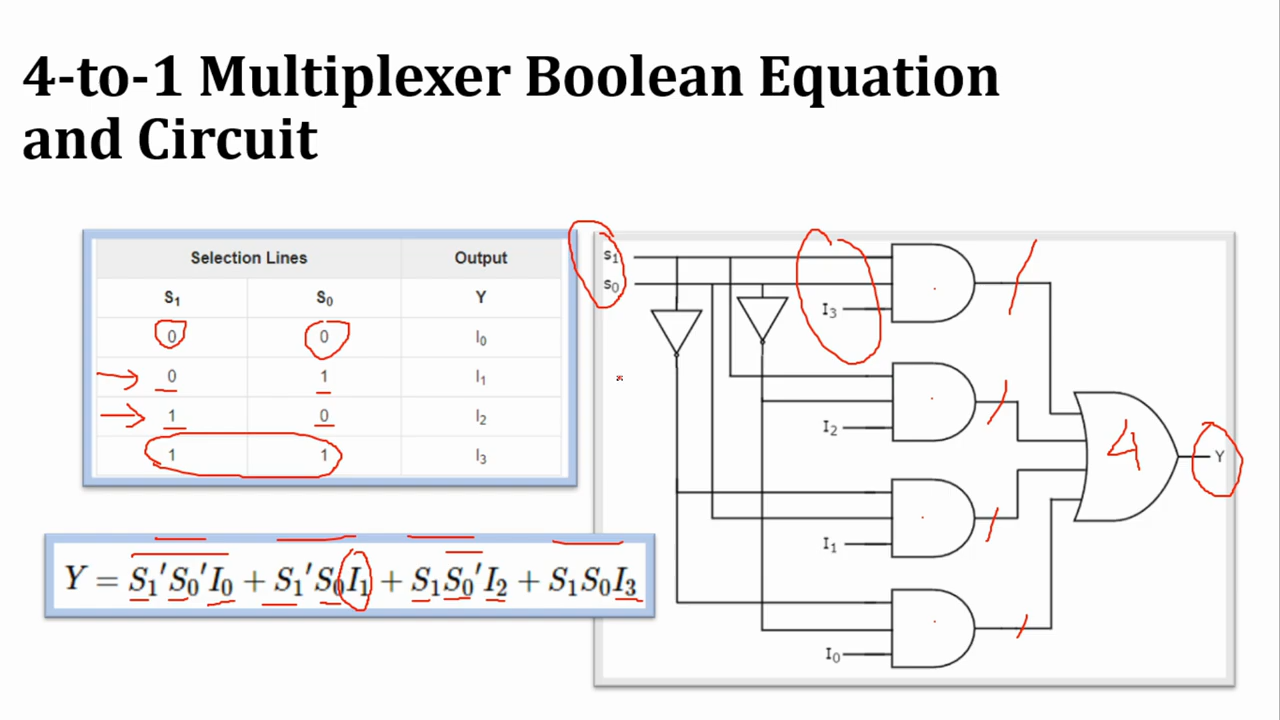 4-to-1 Multiplexer Boolean Equation
and Circuit
Selection Lines Output
S₁ S₀ Y
0 0 I₀
0 1 I₁
1 0 I₂
1 1 I₃
Y = S₁′S₀′I₀ + S₁′S₀I₁ + S₁S₀′I₂ + S₁S₀I₃
S₁
S₀
I₃
I₂
4
Y
I₁
I₀